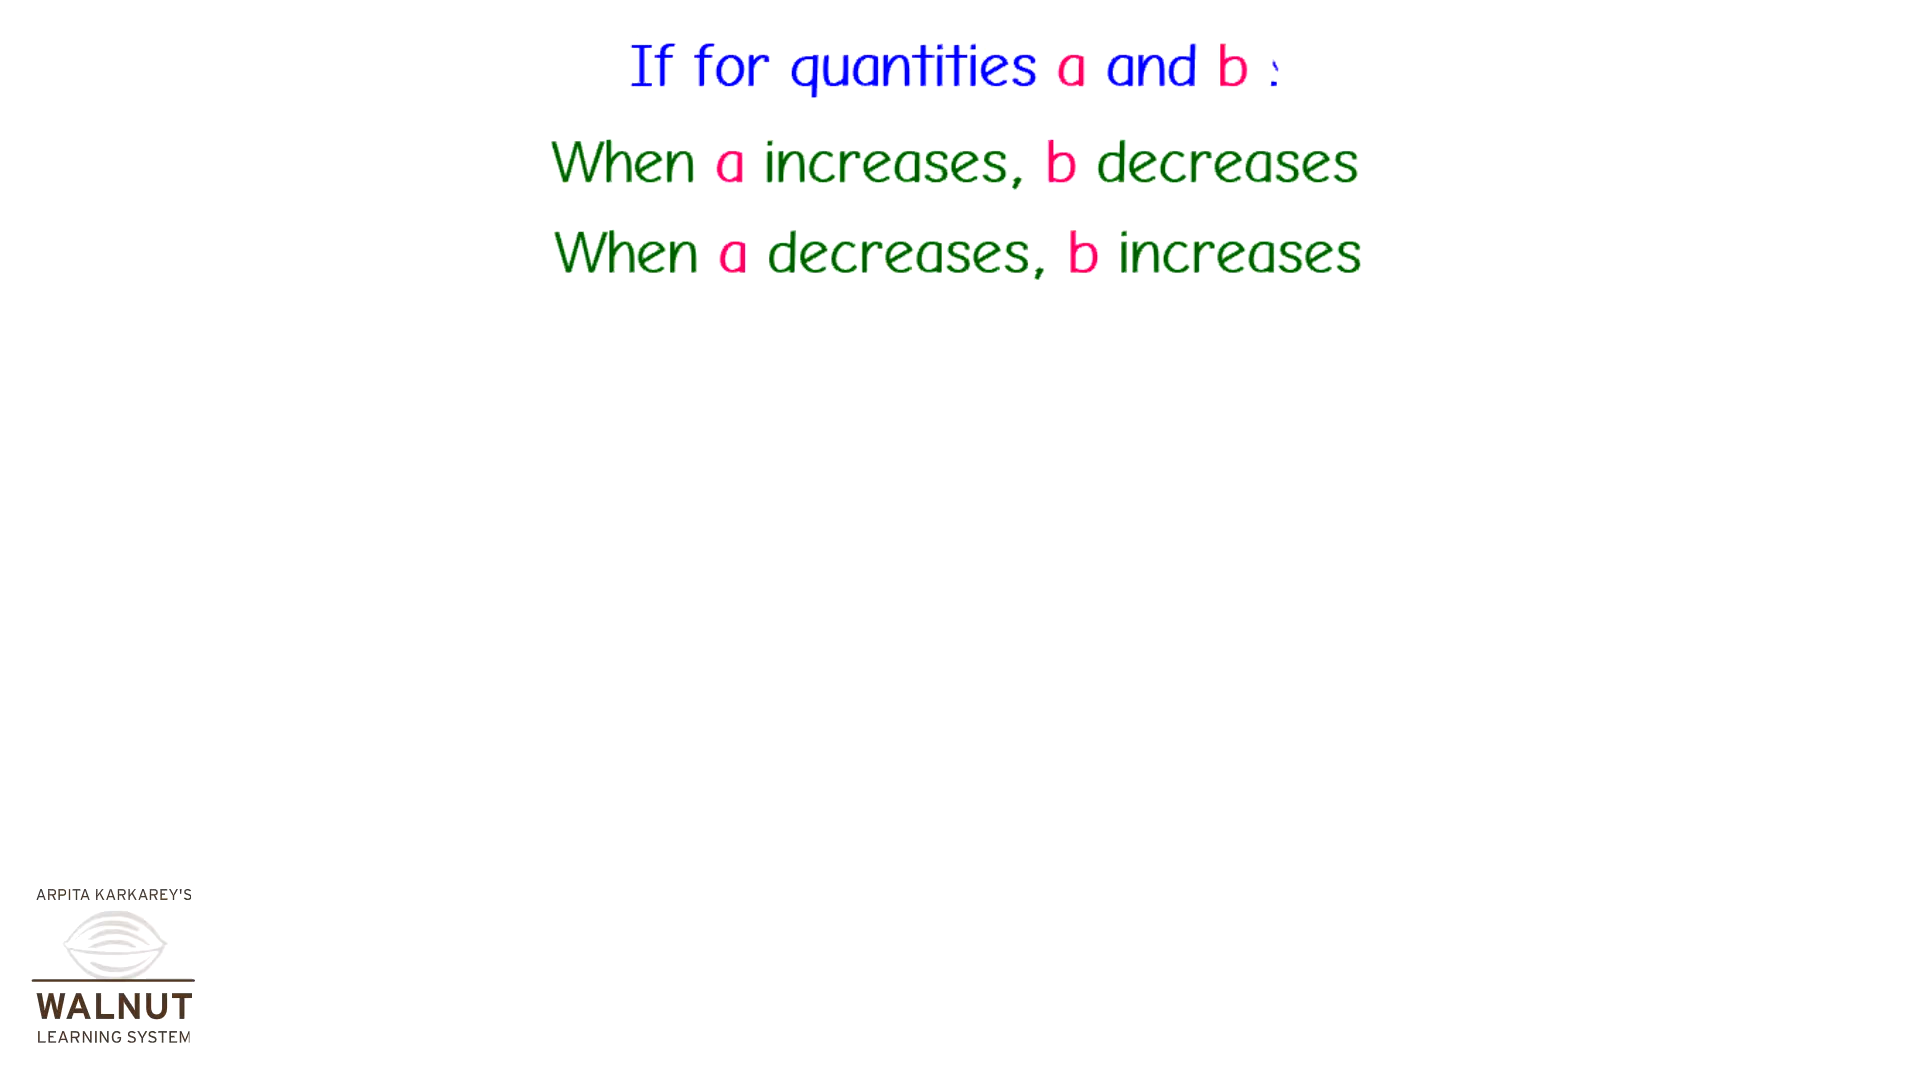 If for quantities a and b :
When a increases, b decreases
When a decreases, b increases
ARPITA KARKAREY'S
WALNUT
LEARNING SYSTEM